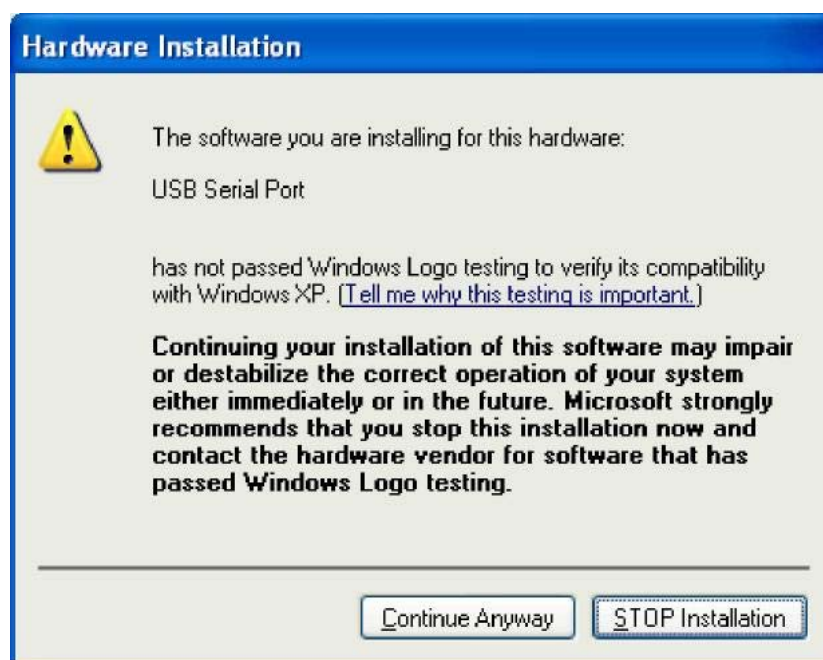 Hardware Installation
The software you are installing for this hardware:
USB Serial Port
has not passed Windows Logo testing to verify its compatibility
with Windows XP. (Tell me why this testing is important.)
Continuing your installation of this software may impair
or destabilize the correct operation of your system
either immediately or in the future. Microsoft strongly
recommends that you stop this installation now and
contact the hardware vendor for software that has
passed Windows Logo testing.
Continue Anyway
STOP Installation